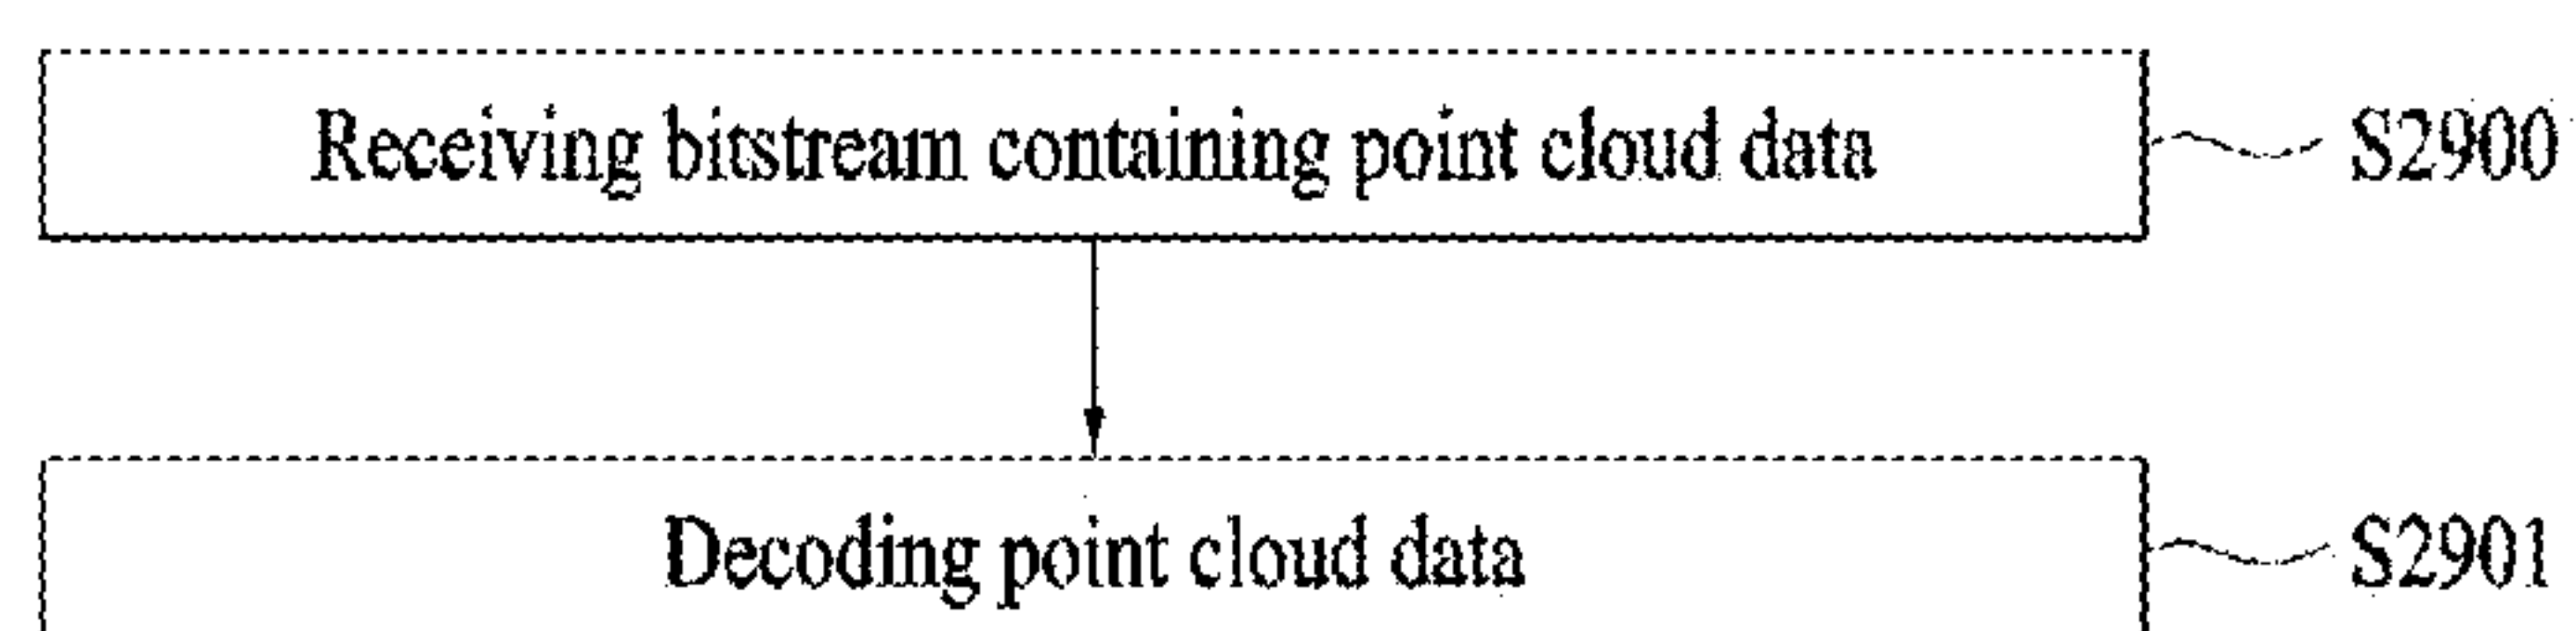 Receiving bitstream containing point cloud data S2900
Decoding point cloud data S2901